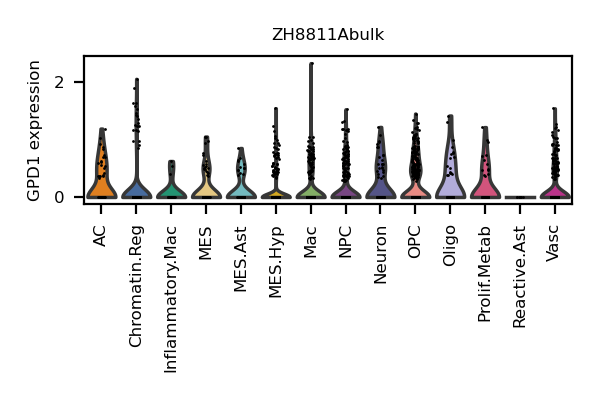 ZH8811Abulk
GPD1 expression
2
0
AC
Chromatin.Reg
Inflammatory.Mac
MES
MES.Ast
MES.Hyp
Mac
NPC
Neuron
OPC
Oligo
Prolif.Metab
Reactive.Ast
Vasc